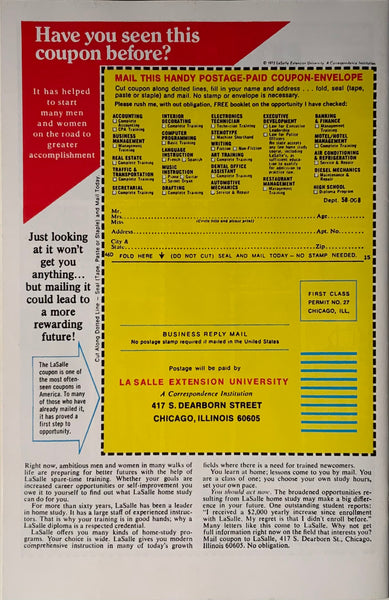 Have you seen this
coupon before?
© 1975 LaSalle Extension University. A Correspondence Institution.
It has helped
to start
many men
and women
on the road to
greater
accomplishment
MAIL THIS HANDY POSTAGE-PAID COUPON-ENVELOPE
Cut along dotted lines, fill in your name and address . . . fold, seal (tape,
paste or staple) and mail. No stamp or envelope is necessary.
Please rush me, with out obligation, FREE booklet on the opportunity I have checked:
ACCOUNTING
Complete
Accounting
CPA Training
BUSINESS
MANAGEMENT
Management
Training
REAL ESTATE
Complete Training
TRAFFIC &
TRANSPORTATION
Complete Training
SECRETARIAL
INTERIOR
DECORATING
Complete Training
COMPUTER
PROGRAMMING
Basic Training
LANGUAGE
INSTRUCTION
French Spanish
MUSIC
INSTRUCTION
Piano Guitar
DRAFTING
Complete Training
ELECTRONICS
TECHNICIAN
Complete Training
STENOTYPE
Machine Shorthand
WRITING
Fiction Non Fiction
ART TRAINING
Complete Training
DENTAL OFFICE
ASSISTANT
Complete Training
AUTOMOTIVE
MECHANICS
Service & Repair
EXECUTIVE
DEVELOPMENT
Law for Executive
Leadership
Law for Police
Officers
No state accepts
any law home study
course, including
LaSalle's, as
sufficient educa-
tion to qualify
for admission to
practice law.
RESTAURANT
MANAGEMENT
Management
Training
BANKING
& FINANCE
Complete
Training
MOTEL/HOTEL
MANAGEMENT
Complete
Training
AIR CONDITIONING
& REFRIGERATION
Service & Repair
DIESEL MECHANICS
Maintenance &
Repair
HIGH SCHOOL
Diploma Program
Dept.
Mr.
Mrs.
Miss
(Circle title and please print)
Age
Address
Apt. No.
City &
State
Zip
FOLD HERE (DO NOT CUT) SEAL AND MAIL TODAY – NO STAMP NEEDED. 15
Cut Along Dotted Line – Seal (Tape, Paste or Staple) and Mail Today
Just looking
at it won't
get you
anything...
but mailing it
could lead to
a more
rewarding
future!
The LaSalle
coupon is one of
the most often-
seen coupons in
America. To many
of those who have
already mailed it,
it has proved a
first step to
opportunity.
FIRST CLASS
PERMIT NO. 27
CHICAGO, ILL.
BUSINESS REPLY MAIL
No postage stamp required if mailed in the United States
Postage will be paid by
LA SALLE EXTENSION UNIVERSITY
A Correspondence Institution
417 S. DEARBORN STREET
CHICAGO, ILLINOIS 60605
Right now, ambitious men and women in many walks of
life are preparing for better futures with the help of
LaSalle spare-time training. Whether your goals are
increased career opportunities or self-improvement you
owe it to yourself to find out what LaSalle home study
can do for you.
For more than sixty years, LaSalle has been a leader
in home study. It has a large staff of experienced instruc-
tors. That is why your training is in good hands; why a
LaSalle diploma is a respected credential.
LaSalle offers you many kinds of home-study pro-
grams. Your choice is wide. LaSalle gives you modern
comprehensive instruction in many of today's growth
fields where there is a need for trained newcomers.
You learn at home; lessons come to you by mail. You
are a class of one; you choose your own study hours,
set your own pace.
You should act now. The broadened opportunities re-
sulting from LaSalle home study may make a big differ-
ence in your future. One outstanding student reports:
"I received a $2,000 yearly increase since enrollment
with LaSalle. My regret is that I didn't enroll before."
Many letters like this come to LaSalle. Why not get
full information right now on the field that interests you?
Mail coupon to LaSalle, 417 S. Dearborn St., Chicago,
Illinois 60605. No obligation.